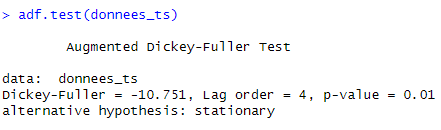 > adf.test(donnees_ts)
Augmented Dickey-Fuller Test
data:  donnees_ts
Dickey-Fuller = -10.751, Lag order = 4, p-value = 0.01
alternative hypothesis: stationary